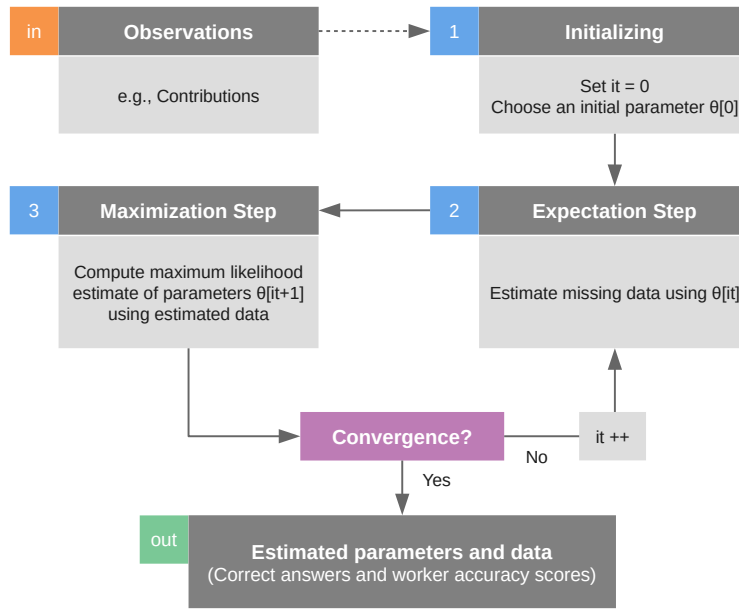 in
Observations
e.g., Contributions
1
Initializing
Set it = 0
Choose an initial parameter θ[0]
3
Maximization Step
Compute maximum likelihood
estimate of parameters θ[it+1]
using estimated data
2
Expectation Step
Estimate missing data using θ[it]
Convergence?
No
it ++
Yes
out
Estimated parameters and data
(Correct answers and worker accuracy scores)